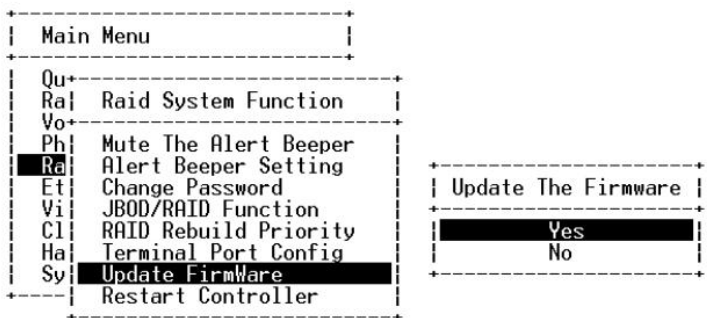 Main Menu
Qu
Ra
Vo
Ph
Ra
Et
Vi
Cl
Ha
Sy
Raid System Function
Mute The Alert Beeper
Alert Beeper Setting
Change Password
JBOD/RAID Function
RAID Rebuild Priority
Terminal Port Config
Update FirmWare
Restart Controller
Update The Firmware
Yes
No